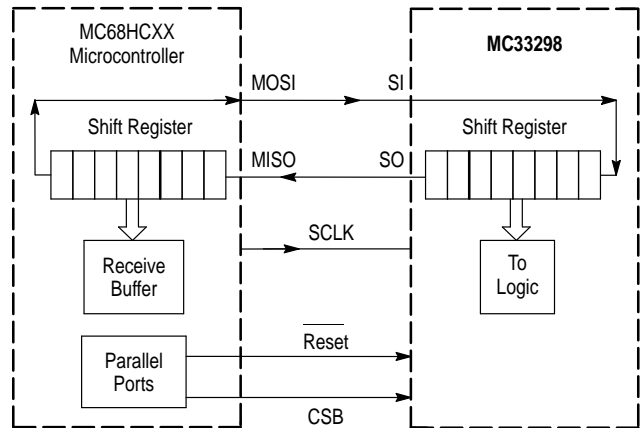 MC68HCXX
Microcontroller
MC33298
MOSI
SI
Shift Register
Shift Register
MISO
SO
SCLK
Receive
Buffer
To
Logic
Reset
Parallel
Ports
CSB